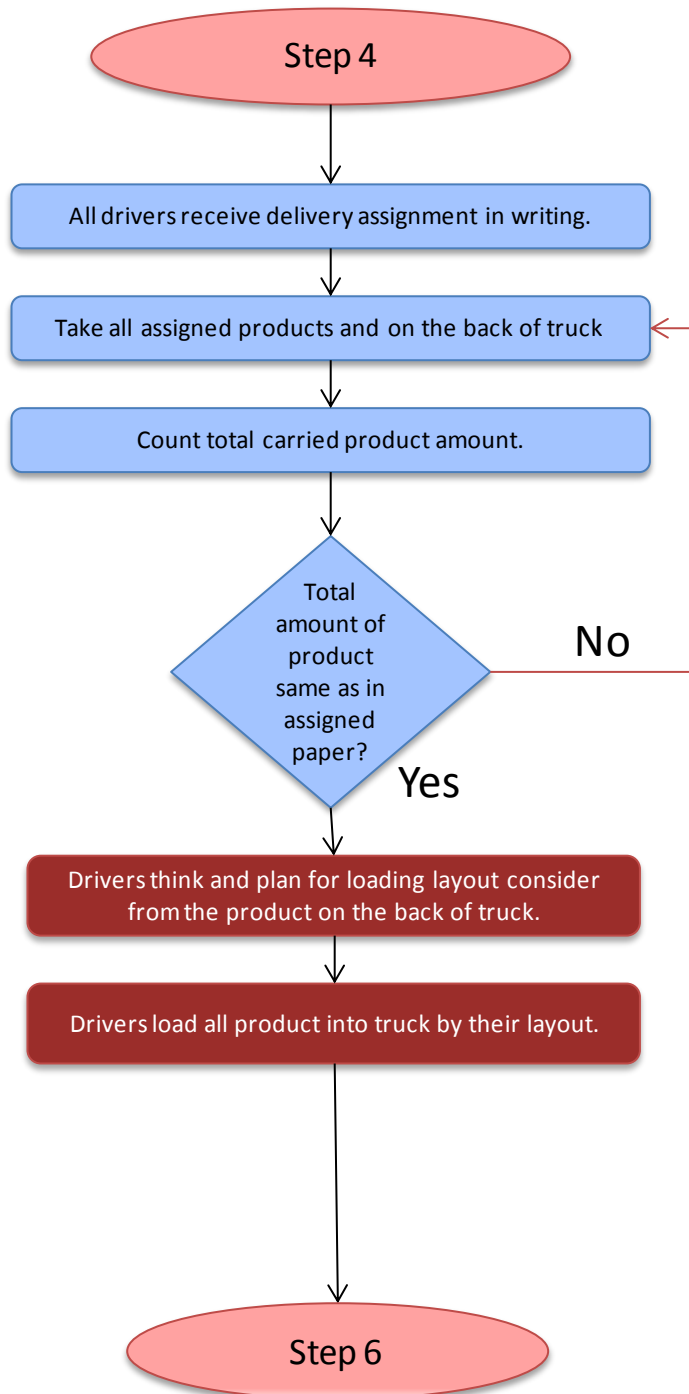 Step 4
All drivers receive delivery assignment in writing.
Take all assigned products and on the back of truck
Count total carried product amount.
Total
amount of
product
same as in
assigned
paper?
No
Yes
Drivers think and plan for loading layout consider
from the product on the back of truck.
Drivers load all product into truck by their layout.
Step 6